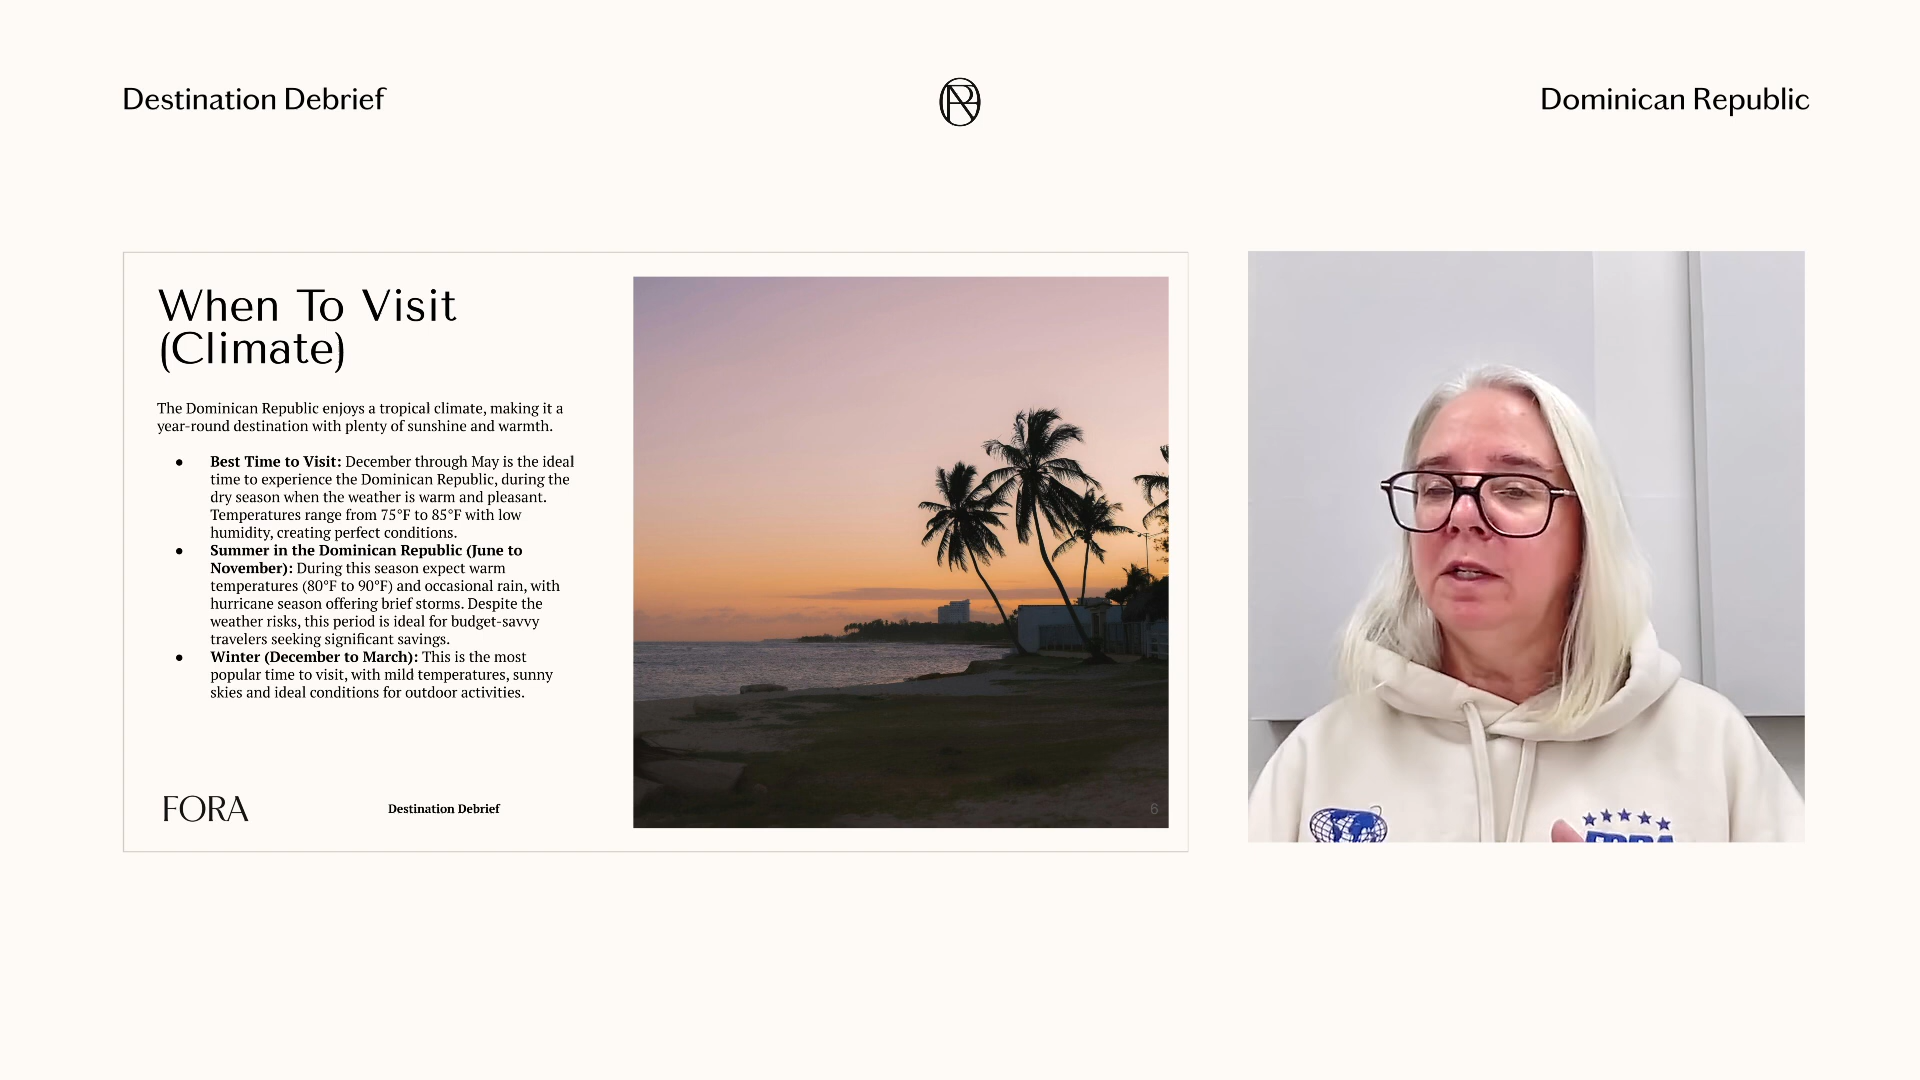 Destination Debrief
Dominican Republic
When To Visit
(Climate)
The Dominican Republic enjoys a tropical climate, making it a
year-round destination with plenty of sunshine and warmth.
● Best Time to Visit: December through May is the ideal
time to experience the Dominican Republic, during the
dry season when the weather is warm and pleasant.
Temperatures range from 75°F to 85°F with low
humidity, creating perfect conditions.
● Summer in the Dominican Republic (June to
November): During this season expect warm
temperatures (80°F to 90°F) and occasional rain, with
hurricane season offering brief storms. Despite the
weather risks, this period is ideal for budget-savvy
travelers seeking significant savings.
● Winter (December to March): This is the most
popular time to visit, with mild temperatures, sunny
skies and ideal conditions for outdoor activities.
FORA
Destination Debrief
6